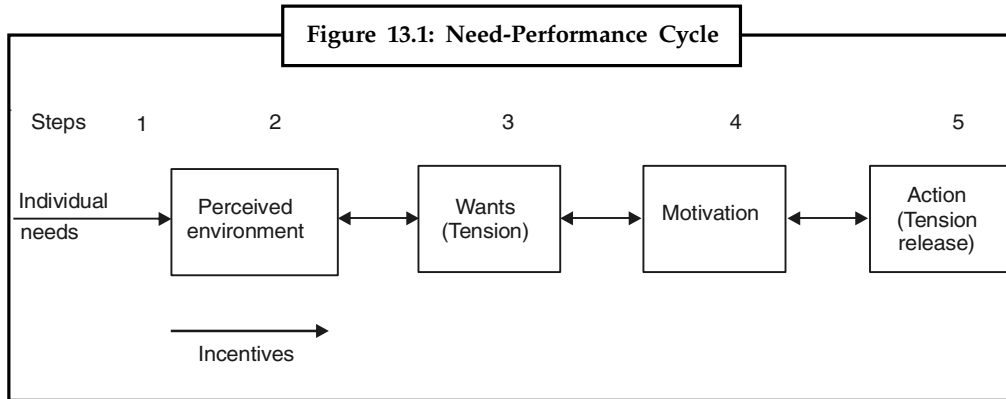 Figure 13.1: Need-Performance Cycle
Steps 1 2 3 4 5
Individual
needs
Perceived
environment
Wants
(Tension)
Motivation
Action
(Tension
release)
Incentives